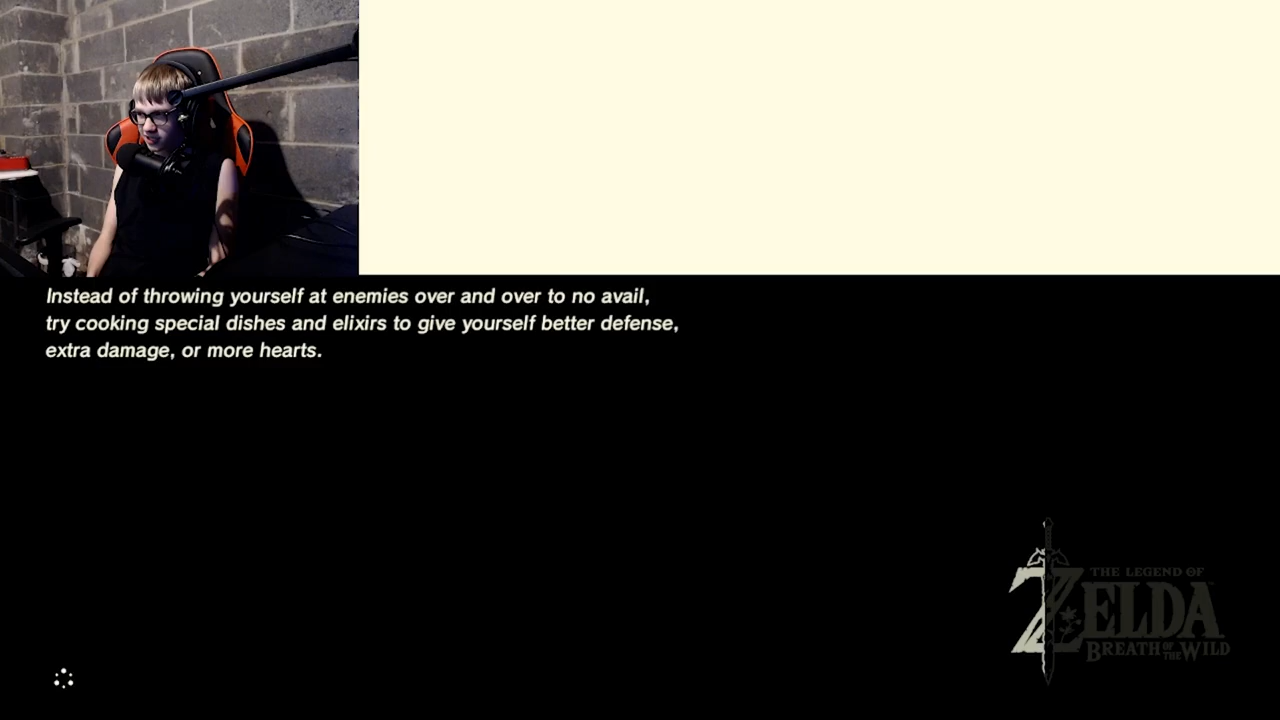 Instead of throwing yourself at enemies over and over to no avail,
try cooking special dishes and elixirs to give yourself better defense,
extra damage, or more hearts.
THE LEGEND OF
ZELDA
BREATH OF THE WILD